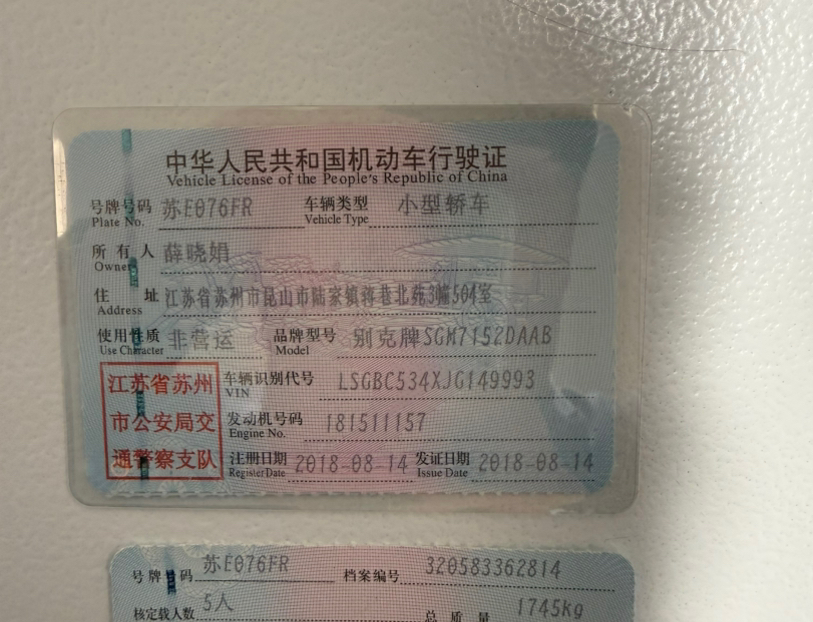 中华人民共和国机动车行驶证
Vehicle License of the People's Republic of China
号牌号码 苏E076FR 车辆类型 小型轿车
Plate No. Vehicle Type
所有人 薛晓娟
Owner
住 址 江苏省苏州市昆山市陆家镇蒋巷北苑3幢504室
Address
使用性质 非营运 品牌型号 别克牌SGM7152DAAB
Use Character Model
江苏省苏州
市公安局交
通警察支队
车辆识别代号 LSGBC534XJG149993
VIN
发动机号码 181511157
Engine No.
注册日期 2018-08-14 发证日期 2018-08-14
Register Date Issue Date
号牌号码 苏E076FR 档案编号 320583362814
核定载人数 5人 总质量 1745kg